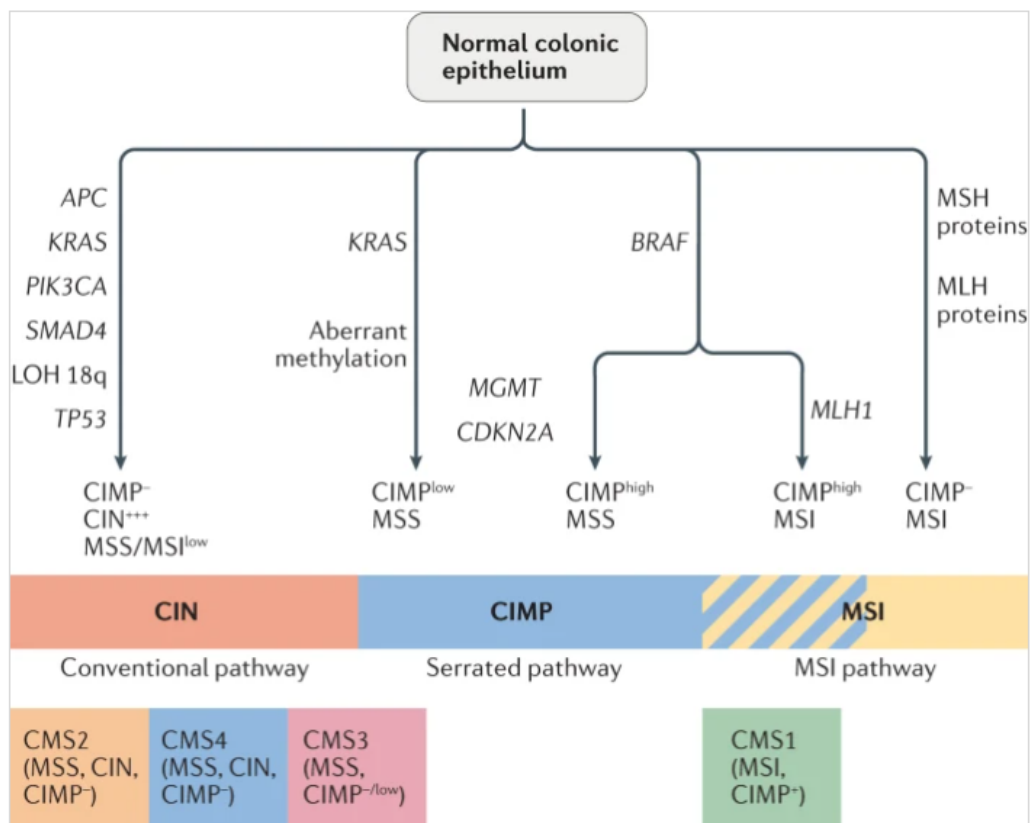 Normal colonic
epithelium
APC
KRAS
PIK3CA
SMAD4
LOH 18q
TP53
KRAS
Aberrant
methylation
BRAF
MGMT
CDKN2A
MLH1
MSH
proteins
MLH
proteins
CIMP⁻
CIN⁺⁺⁺
MSS/MSIˡᵒʷ
CIMPˡᵒʷ
MSS
CIMPʰⁱᵍʰ
MSS
CIMPʰⁱᵍʰ
MSI
CIMP⁻
MSI
CIN
CIMP
MSI
Conventional pathway
Serrated pathway
MSI pathway
CMS2
(MSS, CIN,
CIMP⁻)
CMS4
(MSS, CIN,
CIMP⁻)
CMS3
(MSS,
CIMP⁻/ˡᵒʷ)
CMS1
(MSI,
CIMP⁺)